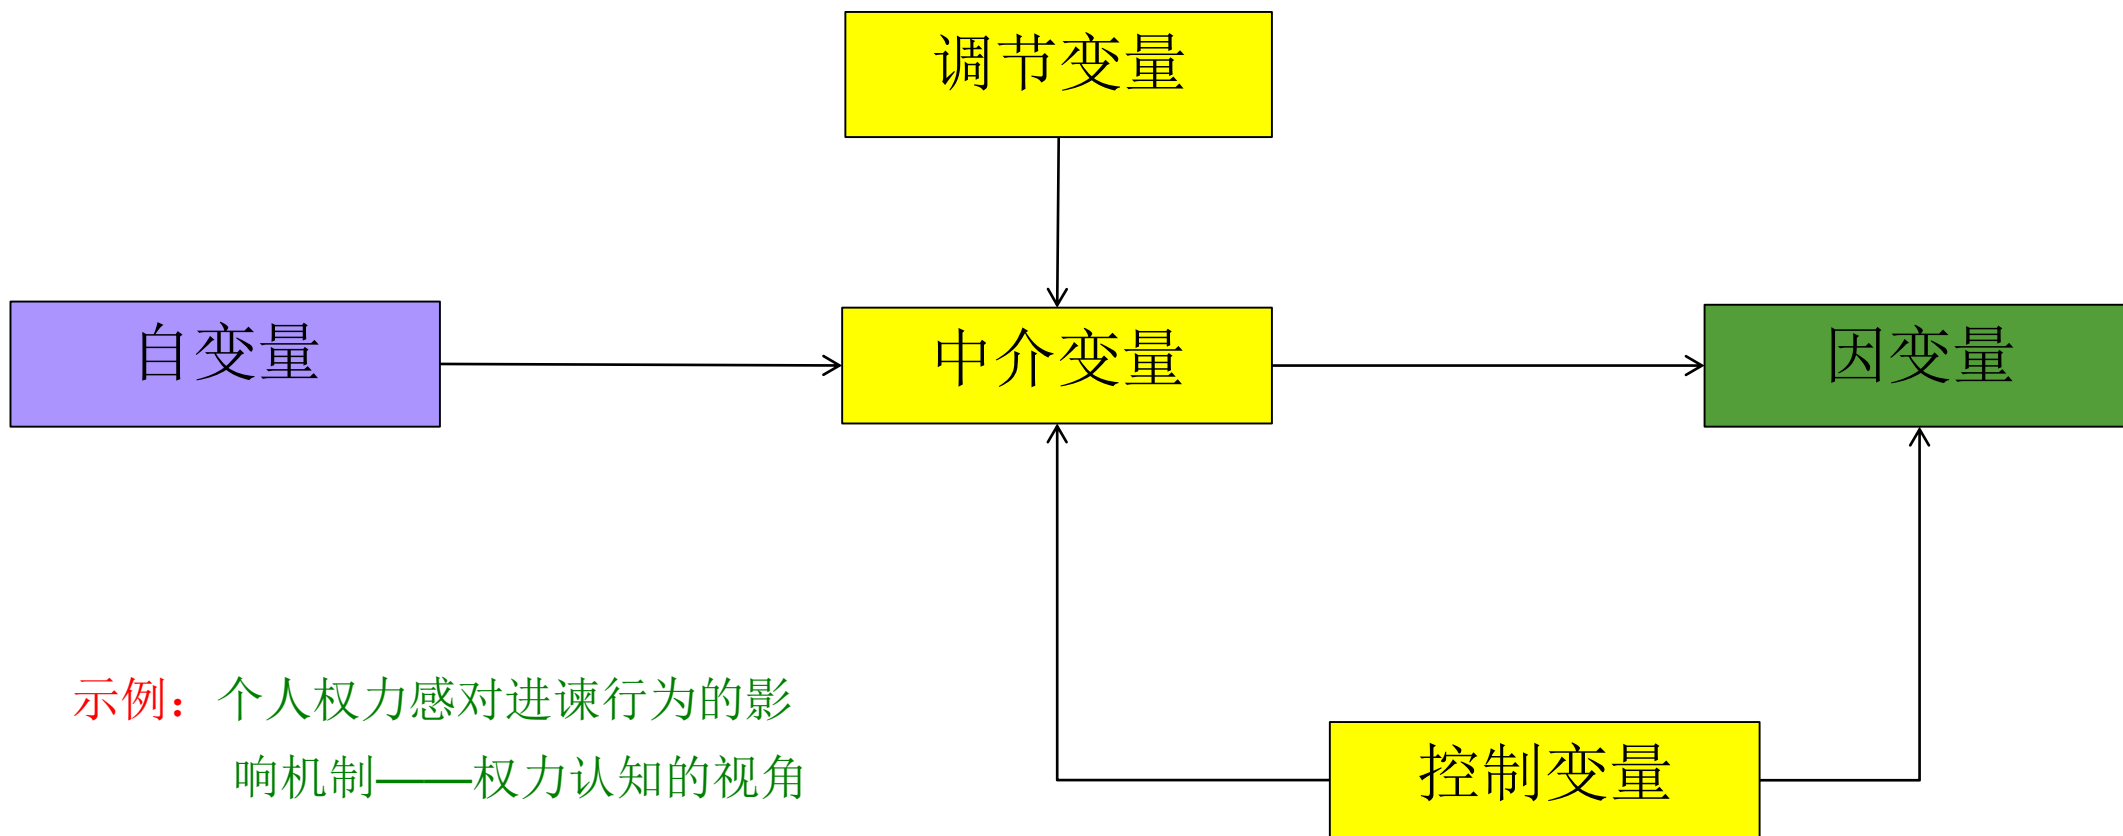 调节变量
自变量
中介变量
因变量
示例：个人权力感对进谏行为的影
响机制——权力认知的视角
控制变量